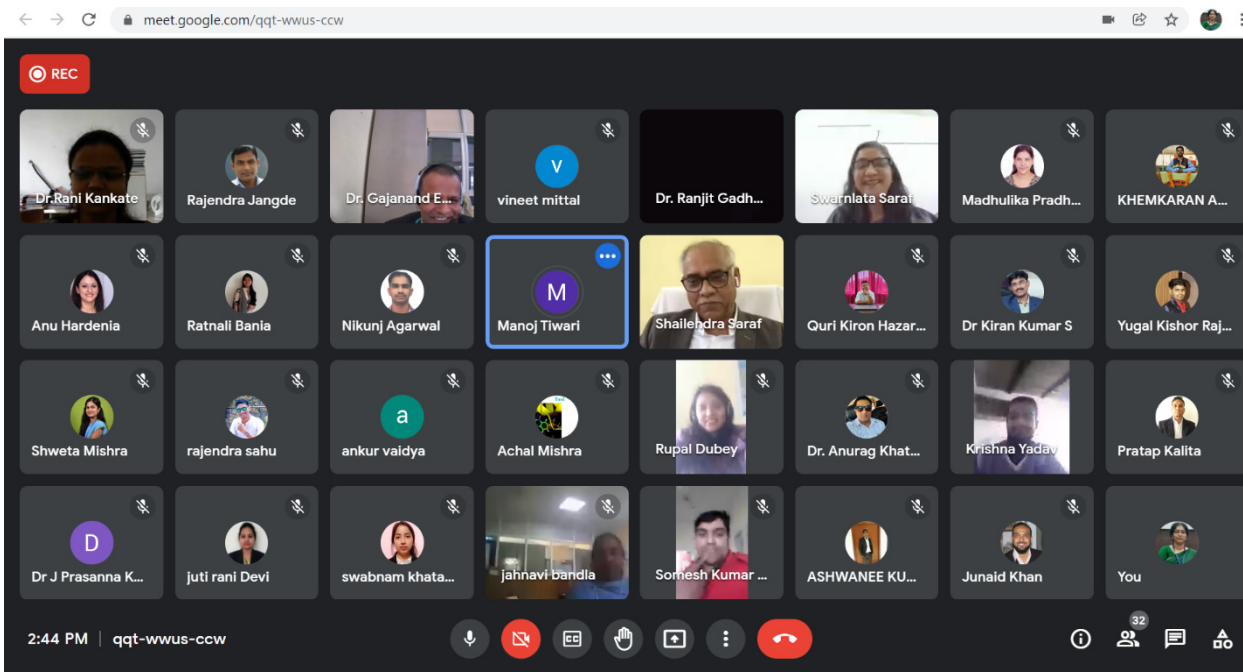 meet.google.com/qqt-wwus-ccw
REC
Dr.Rani Kankate
Rajendra Jangde
Dr. Gajanand E...
v
vineet mittal
Dr. Ranjit Gadh...
Swarnlata Saraf
Madhulika Pradh...
KHEMKARAN A...
Anu Hardenia
Ratnali Bania
Nikunj Agarwal
M
Manoj Tiwari
Shailendra Saraf
Quri Kiron Hazar...
Dr Kiran Kumar S
Yugal Kishor Raj...
Shweta Mishra
rajendra sahu
a
ankur vaidya
Achal Mishra
Rupal Dubey
Dr. Anurag Khat...
Krishna Yadav
Pratap Kalita
D
Dr J Prasanna K...
juti rani Devi
swabnam khata...
jahnavi bandla
Somesh Kumar ...
ASHWANEE KU...
Junaid Khan
You
2:44 PM | qqt-wwus-ccw
CC
32